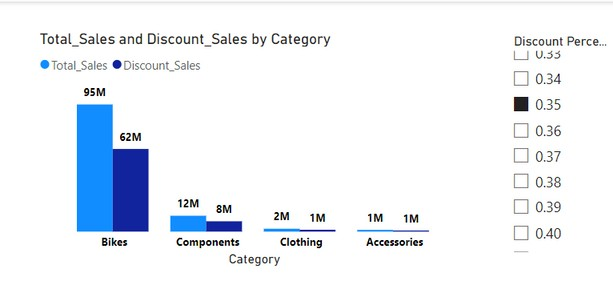 Total_Sales and Discount_Sales by Category
Total_Sales Discount_Sales
95M
62M
12M
8M
2M
1M
1M
1M
Bikes
Components
Clothing
Accessories
Category
Discount Perce...
0.33
0.34
0.35
0.36
0.37
0.38
0.39
0.40